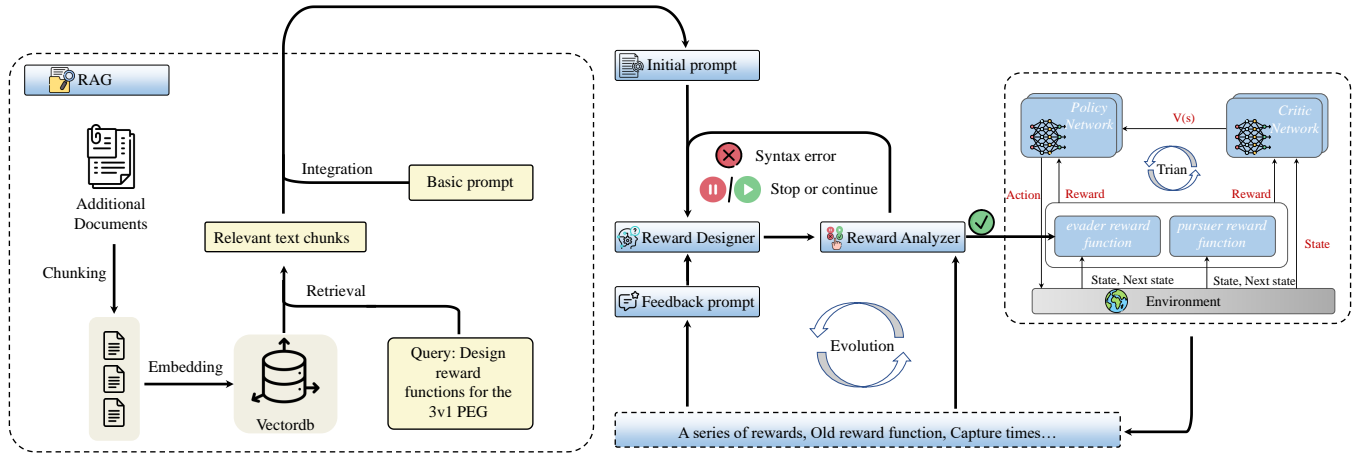 RAG
Additional
Documents
Chunking
Embedding
Vectordb
Query: Design
reward
functions for the
3v1 PEG
Retrieval
Relevant text chunks
Integration
Basic prompt
Initial prompt
Syntax error
Stop or continue
Reward Designer
Reward Analyzer
Feedback prompt
Evolution
A series of rewards, Old reward function, Capture times…
Policy
Network
Critic
Network
V(s)
Trian
Action
Reward
Reward
State
evader reward
function
pursuer reward
function
State, Next state
State, Next state
Environment